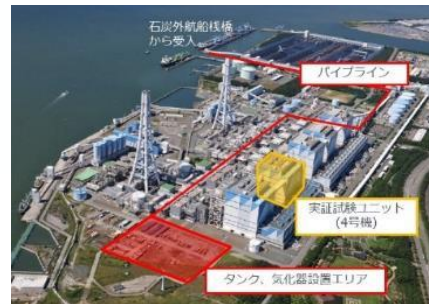 石炭外航船桟橋
から受入
パイプライン
実証試験ユニット
(4号機)
タンク、気化器設置エリア